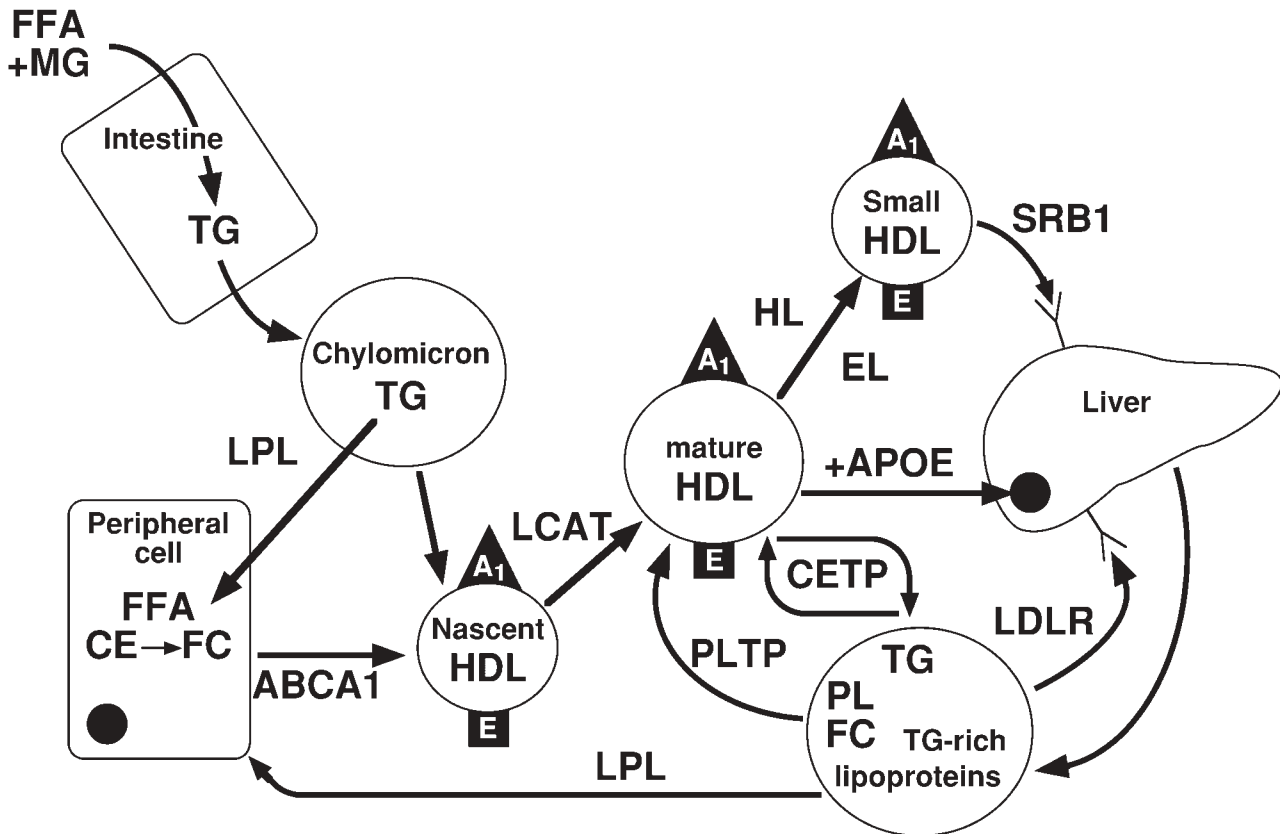 FFA
+MG
Intestine
TG
Chylomicron
TG
LPL
Peripheral
cell
FFA
CE→FC
ABCA1
A1
Nascent
HDL
E
LCAT
A1
mature
HDL
E
HL
EL
A1
Small
HDL
E
SRB1
Liver
+APOE
CETP
PLTP
LDLR
TG
PL
FC
TG-rich
lipoproteins
LPL